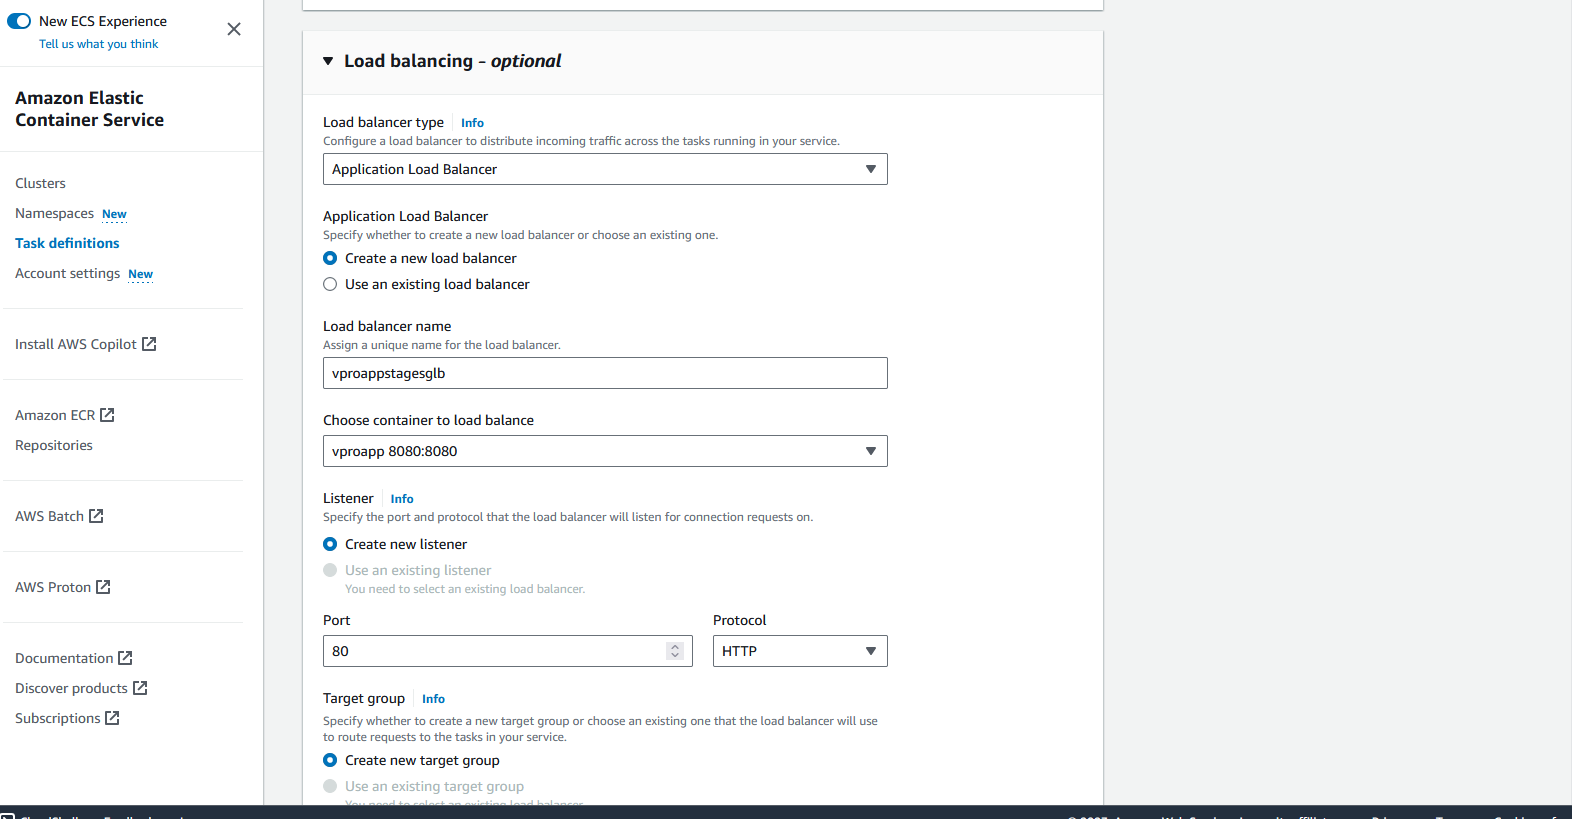 New ECS Experience
Tell us what you think
Amazon Elastic
Container Service
Clusters
Namespaces New
Task definitions
Account settings New
Install AWS Copilot
Amazon ECR
Repositories
AWS Batch
AWS Proton
Documentation
Discover products
Subscriptions
Load balancing - optional
Load balancer type Info
Configure a load balancer to distribute incoming traffic across the tasks running in your service.
Application Load Balancer
Application Load Balancer
Specify whether to create a new load balancer or choose an existing one.
Create a new load balancer
Use an existing load balancer
Load balancer name
Assign a unique name for the load balancer.
vproappstagesglb
Choose container to load balance
vproapp 8080:8080
Listener Info
Specify the port and protocol that the load balancer will listen for connection requests on.
Create new listener
Use an existing listener
You need to select an existing load balancer.
Port Protocol
80 HTTP
Target group Info
Specify whether to create a new target group or choose an existing one that the load balancer will use
to route requests to the tasks in your service.
Create new target group
Use an existing target group
You need to select an existing load balancer.